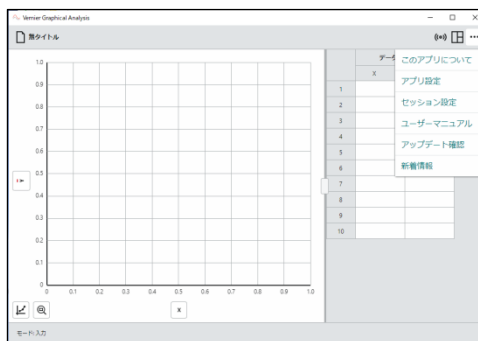 Vernier Graphical Analysis
無タイトル
このアプリについて
アプリ設定
セッション設定
ユーザーマニュアル
アップデート確認
新着情報
データ
X
1
2
3
4
5
6
7
8
9
10
1.0
0.9
0.8
0.7
0.6
0.5
0.4
0.3
0.2
0.1
0
0 0.1 0.2 0.3 0.4 0.5 0.6 0.7 0.8 0.9 1.0
X
モード: 入力